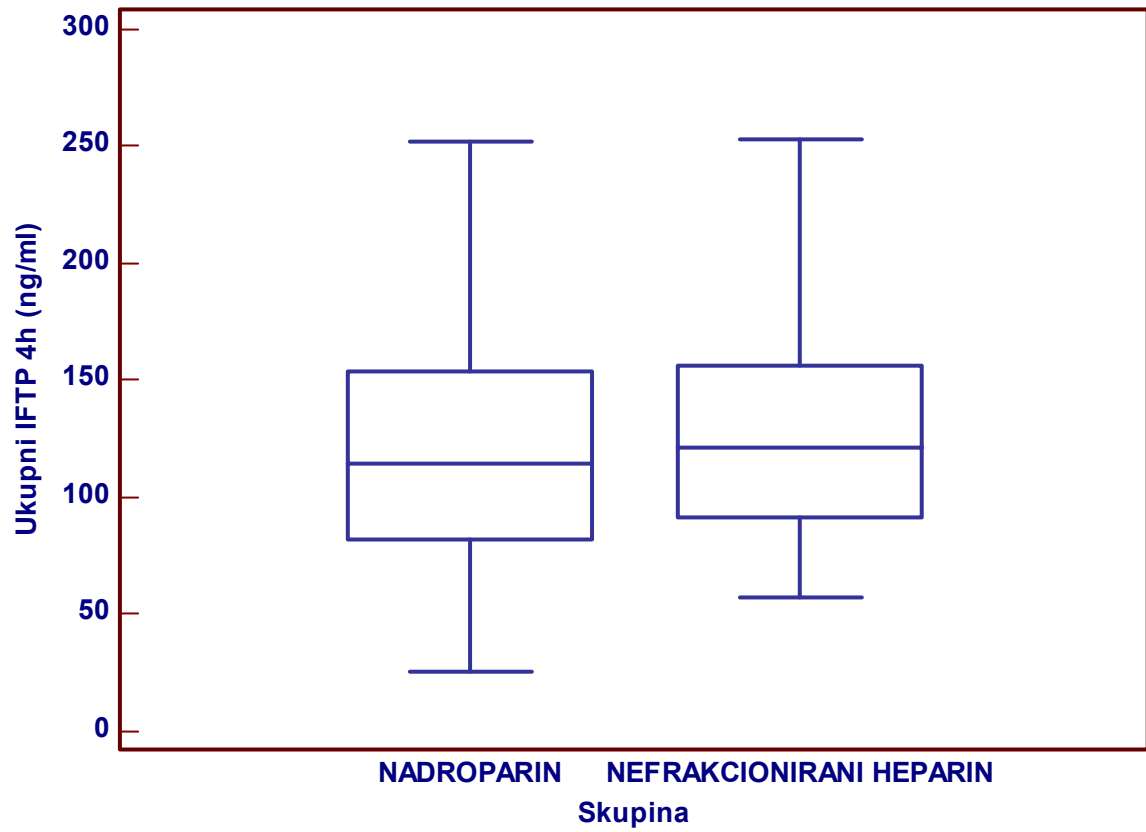 300
250
200
150
100
50
0
Ukupni IFTP 4h (ng/ml)
NADROPARIN NEFRAKCIONIRANI HEPARIN
Skupina